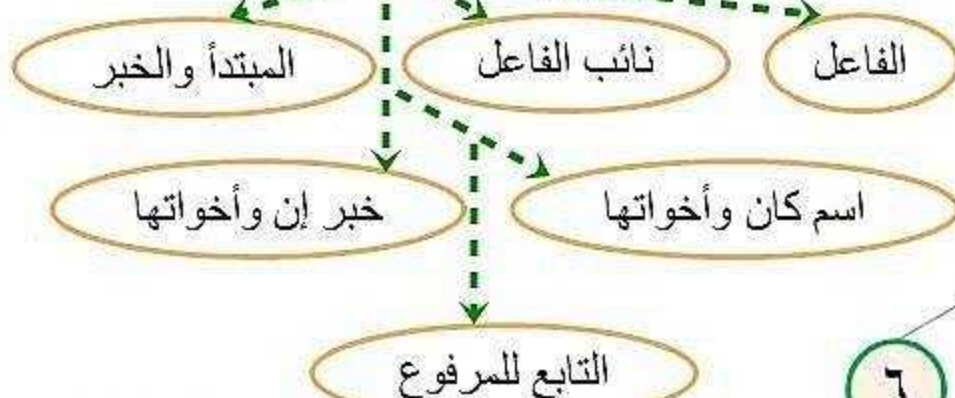 الفاعل
نائب الفاعل
المبتدأ والخبر
اسم كان وأخواتها
خبر إن وأخواتها
التابع للمرفوع
٦